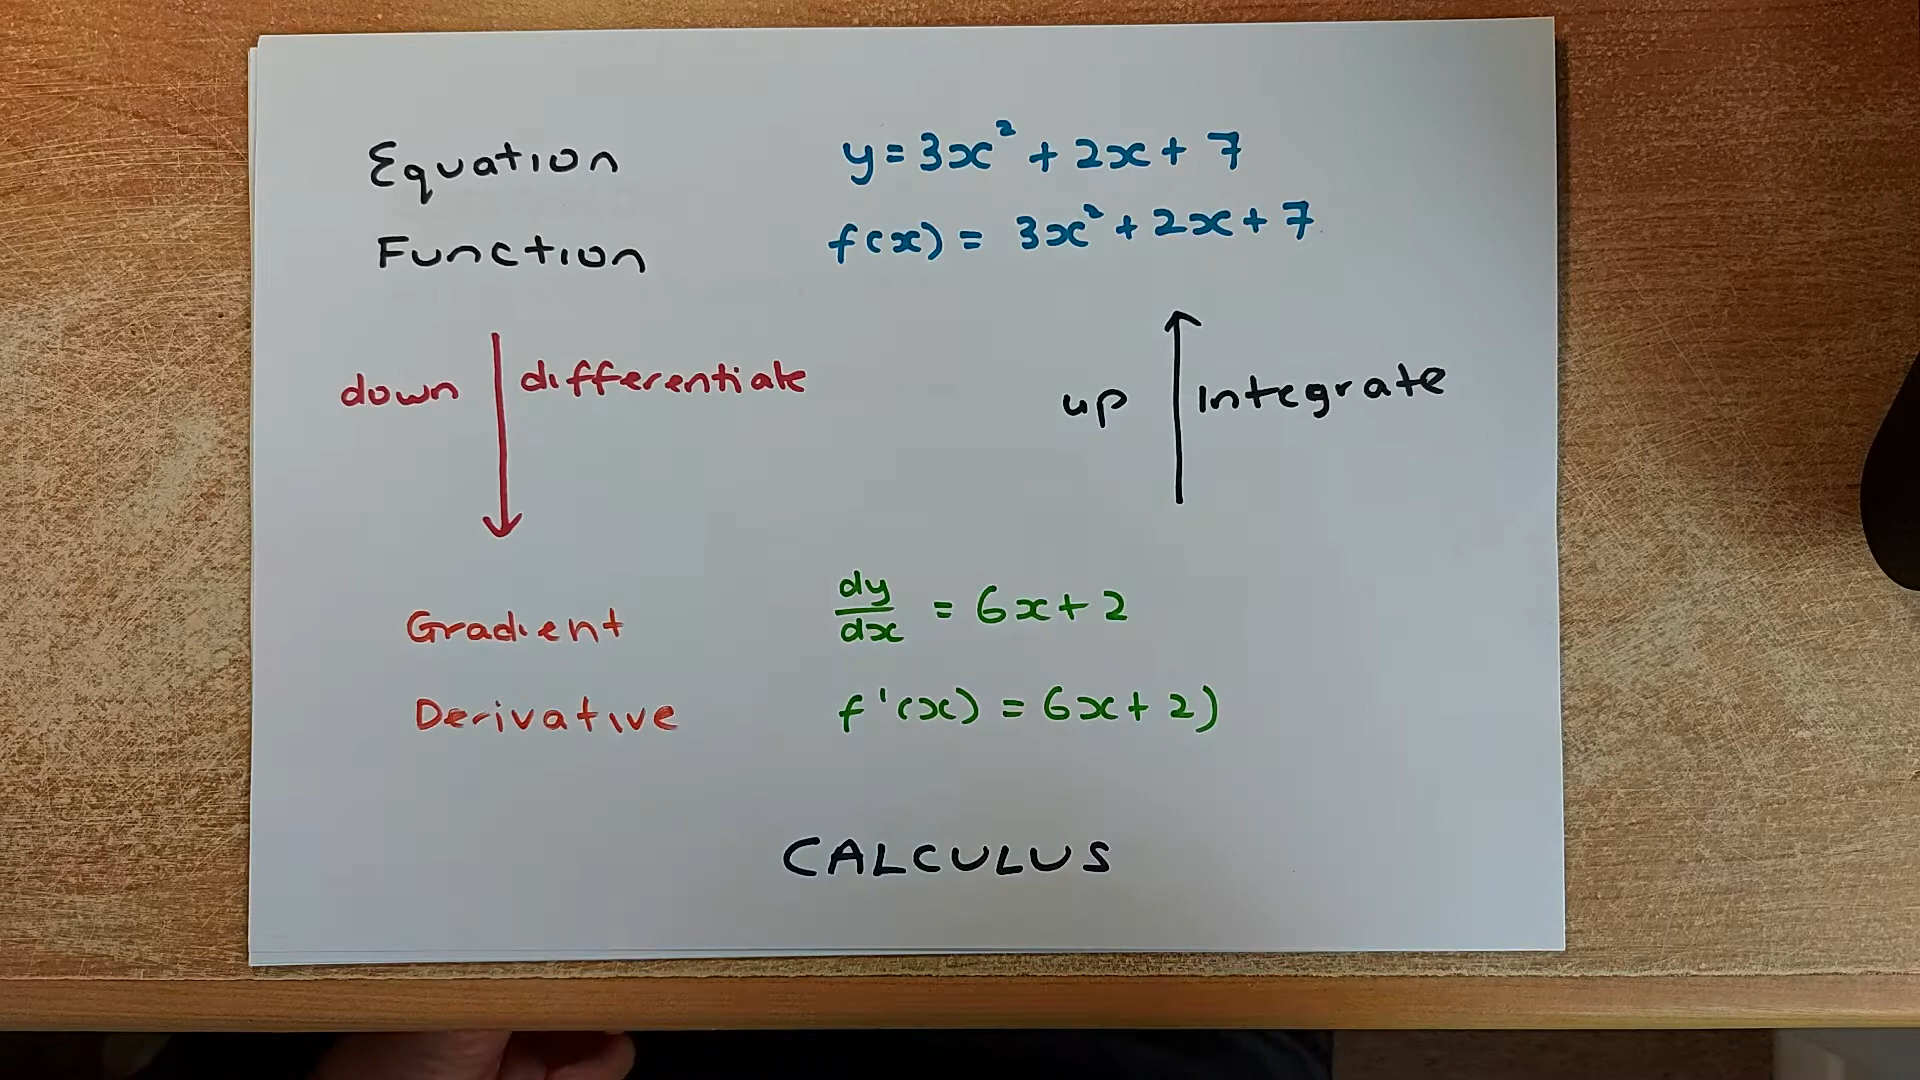 Equation y = 3x² + 2x + 7
Function f(x) = 3x² + 2x + 7
down differentiate up integrate
Gradient dy/dx = 6x + 2
Derivative f'(x) = 6x + 2)
CALCULUS